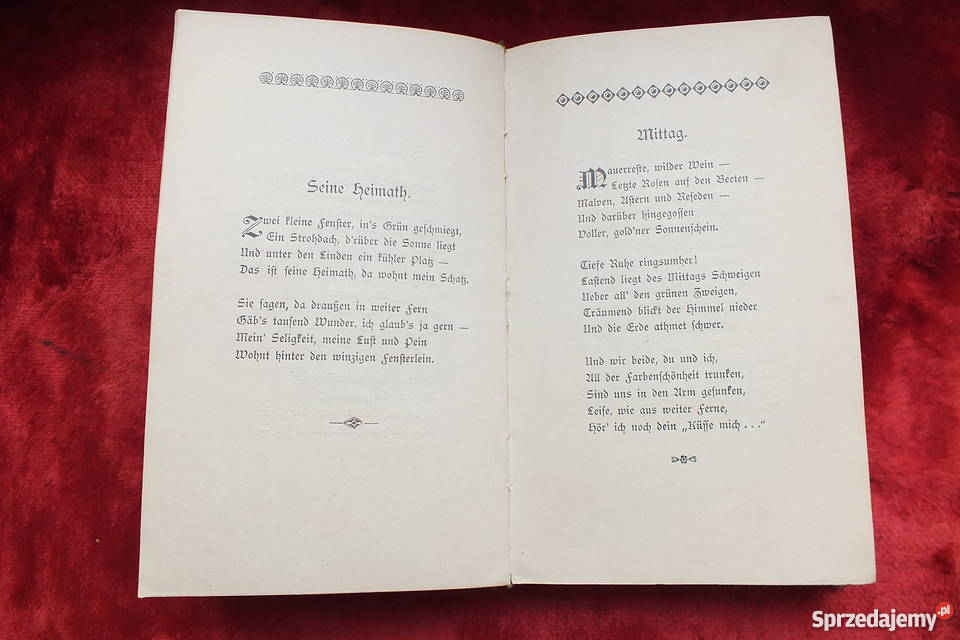 Seine Heimath.
Zwei kleine Fenster, in's Grün geschmiegt,
Ein Strohdach, d'rüber die Sonne liegt
Und unter den Linden ein kühler Platz —
Das ist seine Heimath, da wohnt mein Schatz.
Sie sagen, da draußen in weiter Fern
Gäb's tausend Wunder, ich glaub's ja gern —
Mein' Seligkeit, meine Lust und Pein
Wohnt hinter den winzigen Fensterlein.
Mittag.
Mauerreste, wilder Wein —
Letzte Rosen auf den Beeten —
Malven, Astern und Reseden —
Und darüber hingegossen
Voller, gold'ner Sonnenschein.
Tiefe Ruhe ringsumher!
Lastend liegt des Mittags Schweigen
Ueber all' den grünen Zweigen,
Träumend blickt der Himmel nieder
Und die Erde athmet schwer.
Und wir beide, du und ich,
All der Farbenschönheit trunken,
Sind uns in den Arm gesunken,
Leise, wie aus weiter Ferne,
Hör' ich noch dein „Küsse mich . . .“
Sprzedajemy.pl